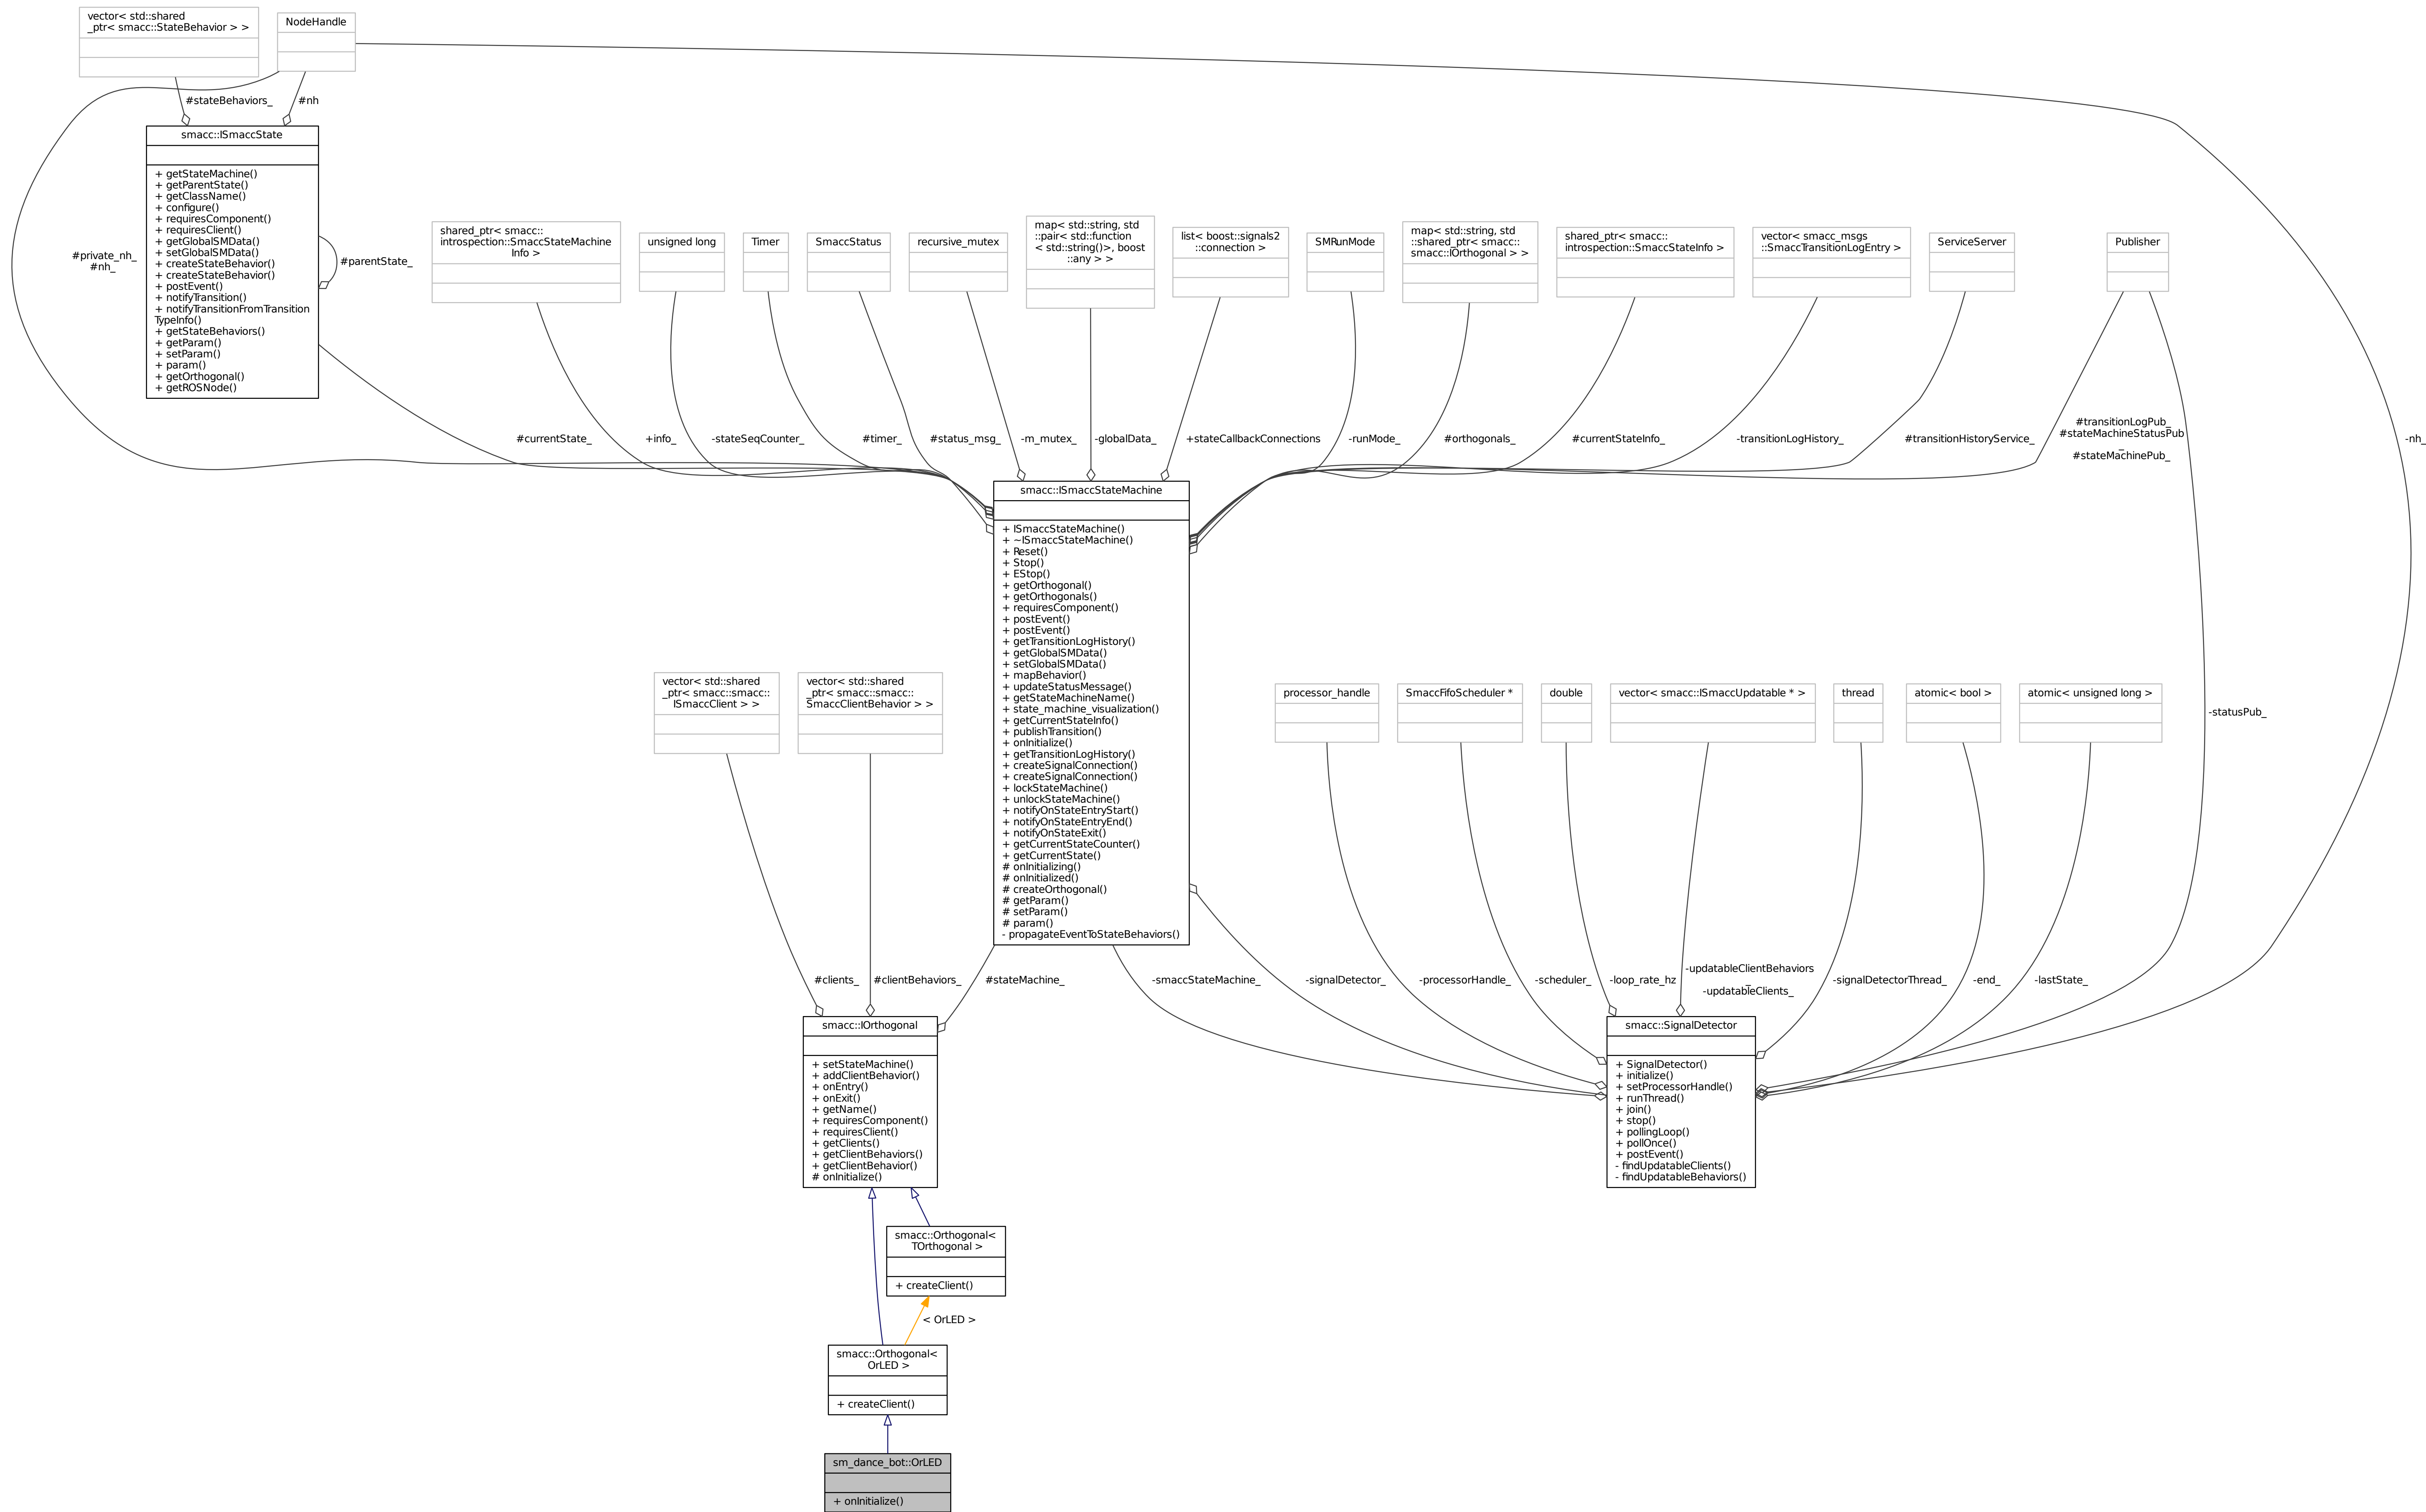 vector< std::shared
_ptr< smacc::StateBehavior > >
NodeHandle
#stateBehaviors_
#nh
smacc::ISmaccState
+ getStateMachine()
+ getParentState()
+ getClassName()
+ configure()
+ requiresComponent()
+ requiresClient()
+ getGlobalSMData()
+ setGlobalSMData()
+ createStateBehavior()
+ createStateBehavior()
+ postEvent()
+ notifyTransition()
+ notifyTransitionFromTransition
TypeInfo()
+ getStateBehaviors()
+ getParam()
+ setParam()
+ param()
+ getOrthogonal()
+ getROSNode()
#private_nh_
#nh_
#parentState_
shared_ptr< smacc::
introspection::SmaccStateMachine
Info >
unsigned long
Timer
SmaccStatus
recursive_mutex
map< std::string, std
::pair< std::function
< std::string()>, boost
::any > >
list< boost::signals2
::connection >
SMRunMode
map< std::string, std
::shared_ptr< smacc::
smacc::IOrthogonal > >
shared_ptr< smacc::
introspection::SmaccStateInfo >
vector< smacc_msgs
::SmaccTransitionLogEntry >
ServiceServer
Publisher
#currentState_
+info_
-stateSeqCounter_
#timer_
#status_msg_
-m_mutex_
-globalData_
+stateCallbackConnections
-runMode_
#orthogonals_
#currentStateInfo_
-transitionLogHistory_
#transitionHistoryService_
#transitionLogPub_
#stateMachineStatusPub
_
#stateMachinePub_
-nh_
smacc::ISmaccStateMachine
+ ISmaccStateMachine()
+ ~ISmaccStateMachine()
+ Reset()
+ Stop()
+ EStop()
+ getOrthogonal()
+ getOrthogonals()
+ requiresComponent()
+ postEvent()
+ postEvent()
+ getTransitionLogHistory()
+ getGlobalSMData()
+ setGlobalSMData()
+ mapBehavior()
+ updateStatusMessage()
+ getStateMachineName()
+ state_machine_visualization()
+ getCurrentStateInfo()
+ publishTransition()
+ onInitialize()
+ getTransitionLogHistory()
+ createSignalConnection()
+ createSignalConnection()
+ lockStateMachine()
+ unlockStateMachine()
+ notifyOnStateEntryStart()
+ notifyOnStateEntryEnd()
+ notifyOnStateExit()
+ getCurrentStateCounter()
+ getCurrentState()
# onInitializing()
# onInitialized()
# createOrthogonal()
# getParam()
# setParam()
# param()
- propagateEventToStateBehaviors()
vector< std::shared
_ptr< smacc::smacc::
ISmaccClient > >
vector< std::shared
_ptr< smacc::smacc::
SmaccClientBehavior > >
processor_handle
SmaccFifoScheduler *
double
vector< smacc::ISmaccUpdatable * >
thread
atomic< bool >
atomic< unsigned long >
-statusPub_
#clients_
#clientBehaviors_
#stateMachine_
-smaccStateMachine_
-signalDetector_
-processorHandle_
-scheduler_
-loop_rate_hz
-updatableClientBehaviors
_
-updatableClients_
-signalDetectorThread_
-end_
-lastState_
smacc::IOrthogonal
+ setStateMachine()
+ addClientBehavior()
+ onEntry()
+ onExit()
+ getName()
+ requiresComponent()
+ requiresClient()
+ getClients()
+ getClientBehaviors()
+ getClientBehavior()
# onInitialize()
smacc::SignalDetector
+ SignalDetector()
+ initialize()
+ setProcessorHandle()
+ runThread()
+ join()
+ stop()
+ pollingLoop()
+ pollOnce()
+ postEvent()
- findUpdatableClients()
- findUpdatableBehaviors()
smacc::Orthogonal<
TOrthogonal >
+ createClient()
< OrLED >
smacc::Orthogonal<
OrLED >
+ createClient()
sm_dance_bot::OrLED
+ onInitialize()